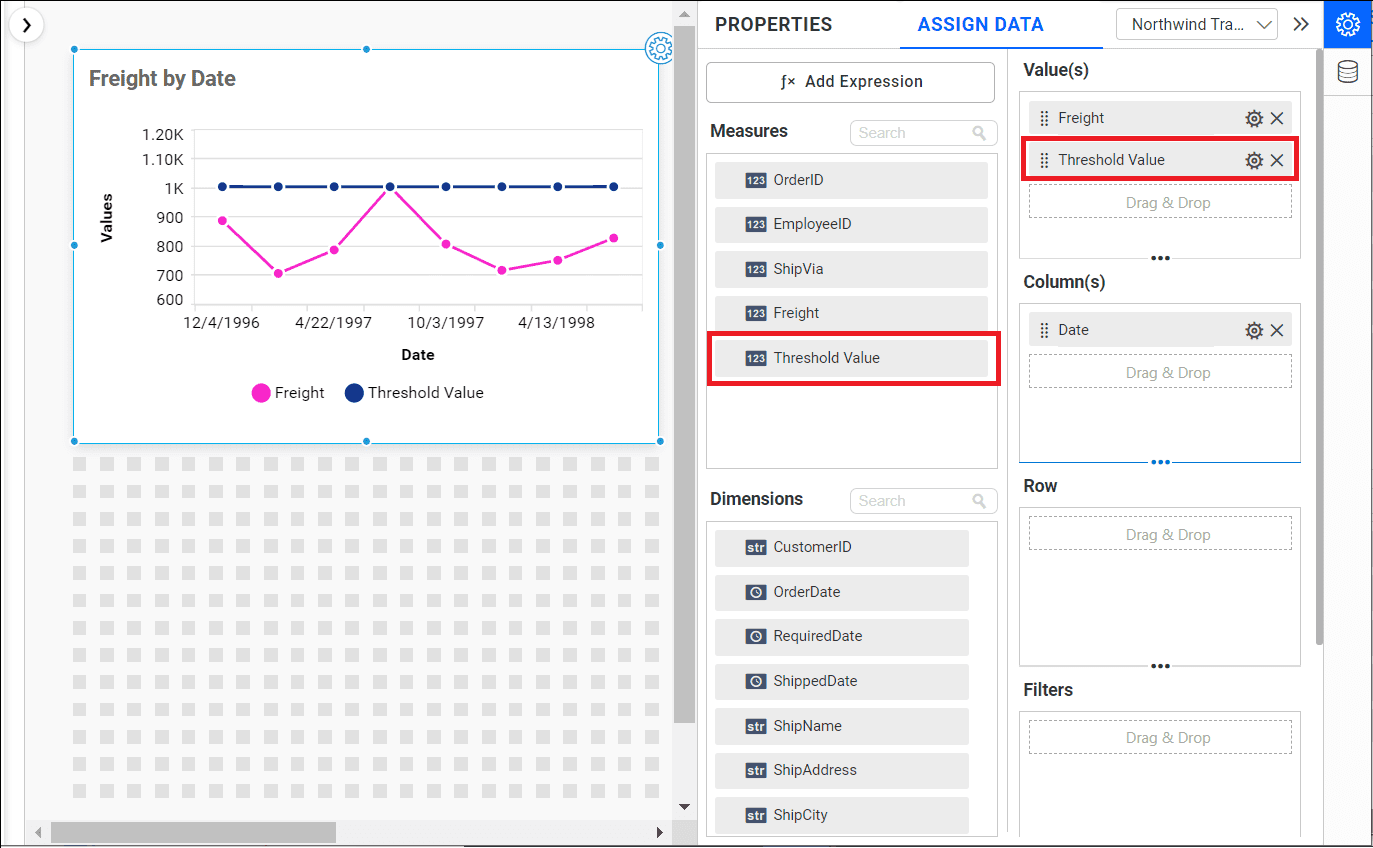 PROPERTIES
ASSIGN DATA
Northwind Tra...
Freight by Date
1.20K
1.10K
1K
900
800
700
600
Values
12/4/1996
4/22/1997
10/3/1997
4/13/1998
Date
Freight
Threshold Value
ƒ× Add Expression
Measures
Search
123 OrderID
123 EmployeeID
123 ShipVia
123 Freight
123 Threshold Value
Dimensions
Search
str CustomerID
OrderDate
RequiredDate
ShippedDate
str ShipName
str ShipAddress
str ShipCity
Value(s)
Freight
Threshold Value
Drag & Drop
Column(s)
Date
Drag & Drop
Row
Drag & Drop
Filters
Drag & Drop